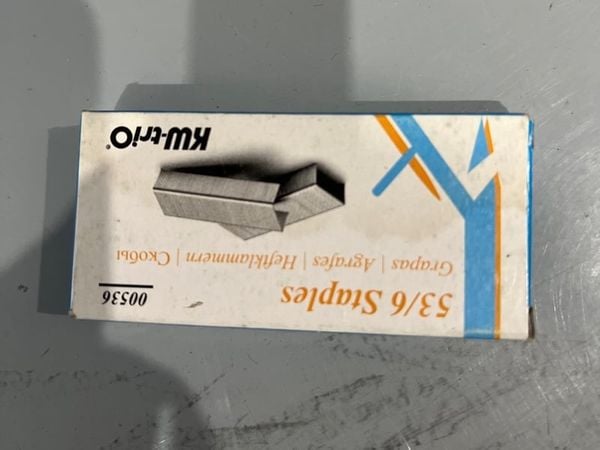 KW-triO®
Grapas | Agrafes | Heftklammern | Скобы
53/6 Staples
00536